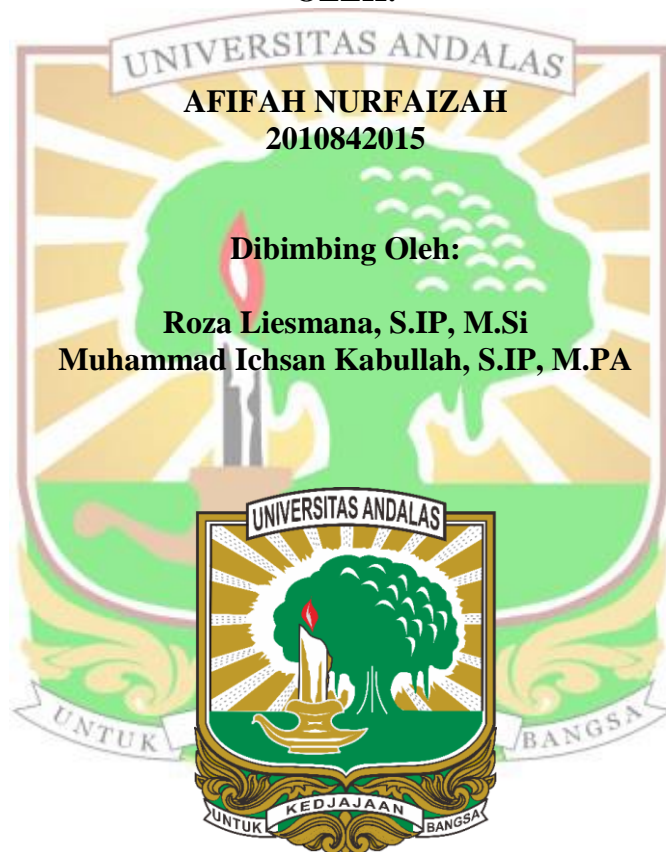 UNIVERSITAS ANDALAS
AFIFAH NURFAIZAH
2010842015
Dibimbing Oleh:
Roza Liesmana, S.IP, M.Si
Muhammad Ichsan Kabullah, S.IP, M.PA
UNIVERSITAS ANDALAS
UNTUK
BANGSA
UNTUK KEDJAJAAN BANGSA